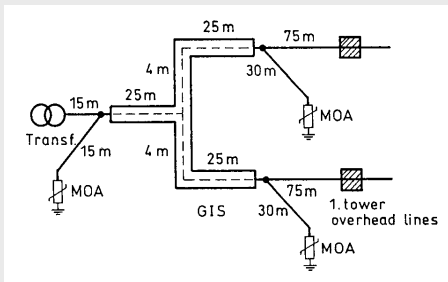 25m
75m
4m
30m
15m
25m
MOA
Transf.
15m
4m
25m
MOA
75m
30m
GIS
1. tower
overhead lines
MOA